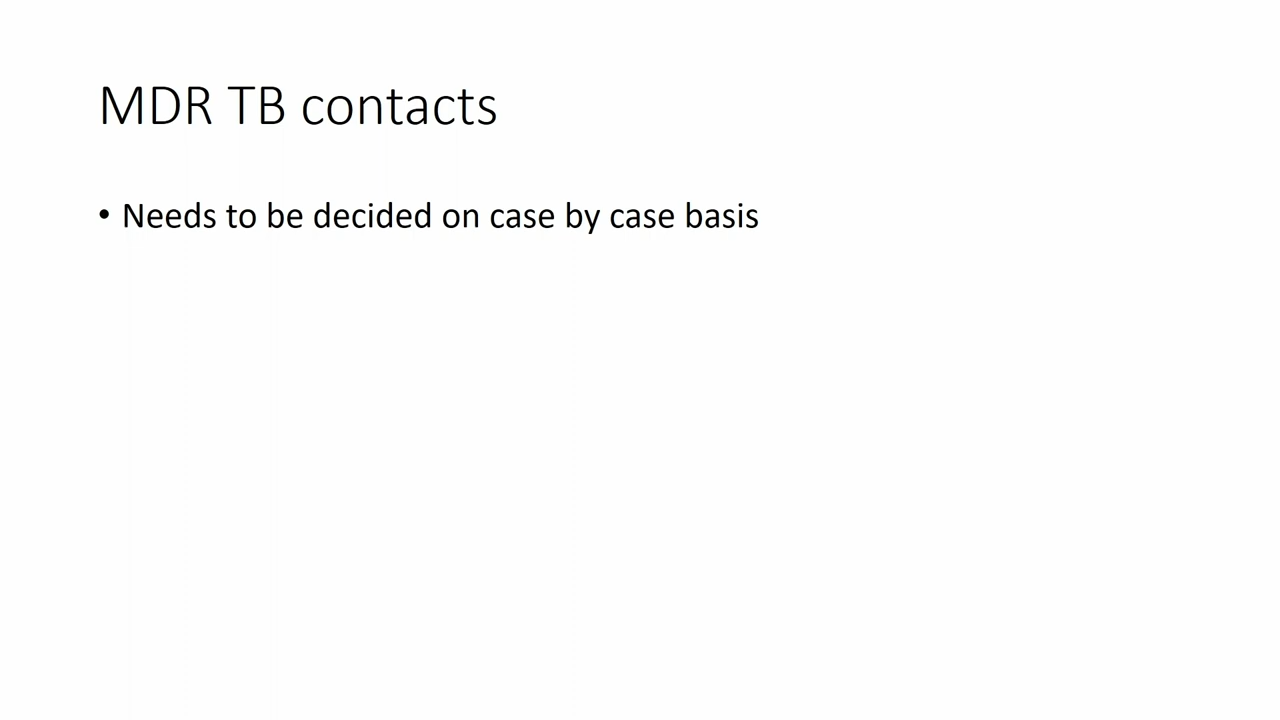 MDR TB contacts
• Needs to be decided on case by case basis